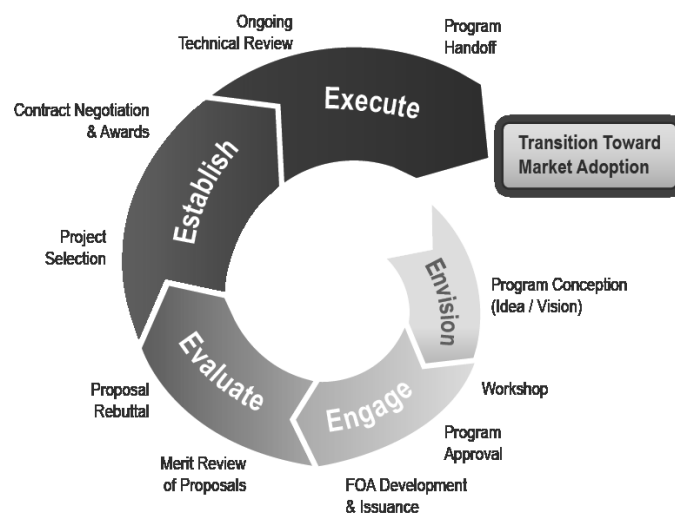 Ongoing
Technical Review
Program
Handoff
Execute
Contract Negotiation
& Awards
Transition Toward
Market Adoption
Establish
Project
Selection
Envision
Program Conception
(Idea / Vision)
Evaluate
Engage
Proposal
Rebuttal
Workshop
Program
Approval
Merit Review
of Proposals
FOA Development
& Issuance